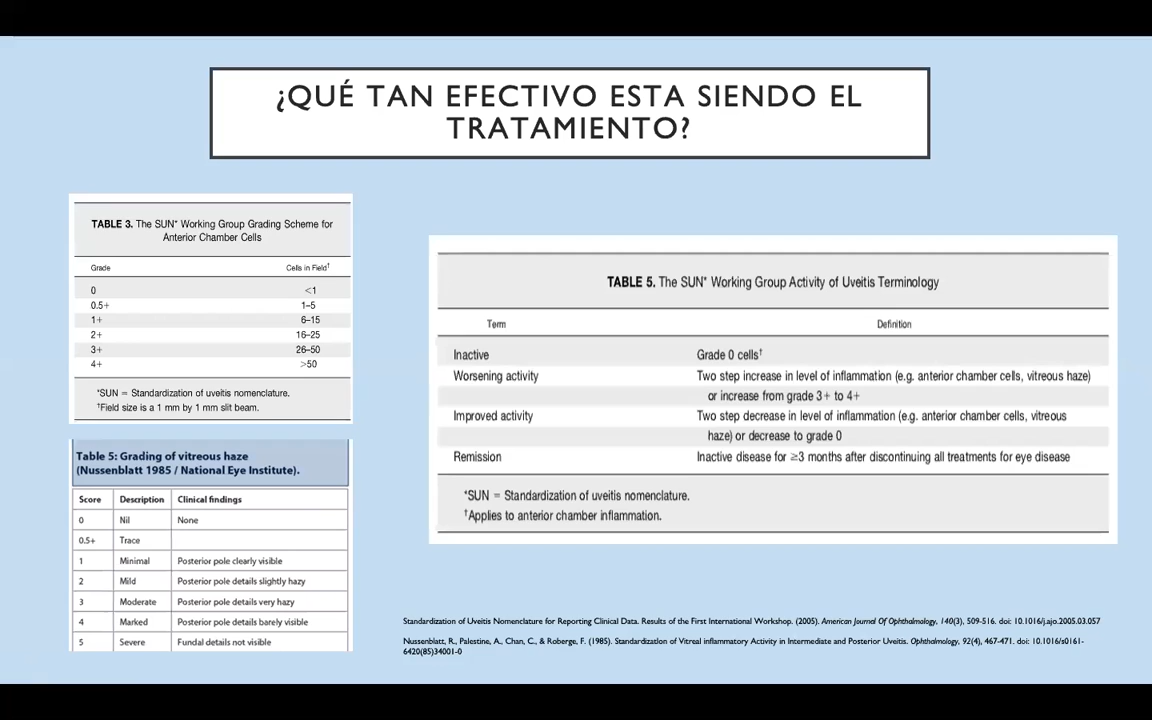 ¿QUÉ TAN EFECTIVO ESTA SIENDO EL
TRATAMIENTO?
TABLE 3. The SUN* Working Group Grading Scheme for
Anterior Chamber Cells
Grade Cells in Field†
0 <1
0.5+ 1–5
1+ 6–15
2+ 16–25
3+ 26–50
4+ >50
*SUN = Standardization of uveitis nomenclature.
†Field size is a 1 mm by 1 mm slit beam.
Table 5: Grading of vitreous haze
(Nussenblatt 1985 / National Eye Institute).
Score Description Clinical findings
0 Nil None
0.5+ Trace
1 Minimal Posterior pole clearly visible
2 Mild Posterior pole details slightly hazy
3 Moderate Posterior pole details very hazy
4 Marked Posterior pole details barely visible
5 Severe Fundal details not visible
TABLE 5. The SUN* Working Group Activity of Uveitis Terminology
Term Definition
Inactive Grade 0 cells†
Worsening activity Two step increase in level of inflammation (e.g. anterior chamber cells, vitreous haze)
or increase from grade 3+ to 4+
Improved activity Two step decrease in level of inflammation (e.g. anterior chamber cells, vitreous
haze) or decrease to grade 0
Remission Inactive disease for ≥3 months after discontinuing all treatments for eye disease
*SUN = Standardization of uveitis nomenclature.
†Applies to anterior chamber inflammation.
Standardization of Uveitis Nomenclature for Reporting Clinical Data. Results of the First International Workshop. (2005). American Journal Of Ophthalmology, 140(3), 509-516. doi: 10.1016/j.ajo.2005.03.057
Nussenblatt, R., Palestine, A., Chan, C., & Roberge, F. (1985). Standardization of Vitreal inflammatory Activity in Intermediate and Posterior Uveitis. Ophthalmology, 92(4), 467-471. doi: 10.1016/s0161-
6420(85)34001-0